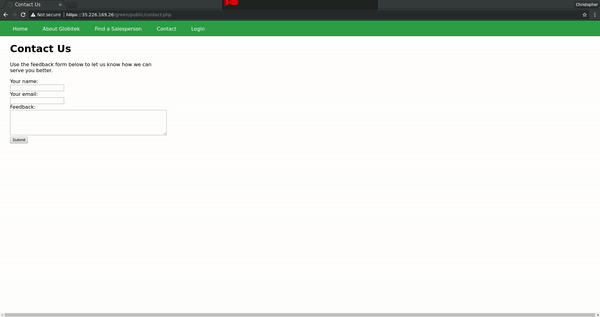 Contact Us
Christopher
Not secure | https://35.226.169.26/green/public/contact.php
Home
About Globitek
Find a Salesperson
Contact
Login
Contact Us
Use the feedback form below to let us know how we can
serve you better.
Your name:
Your email:
Feedback:
Submit